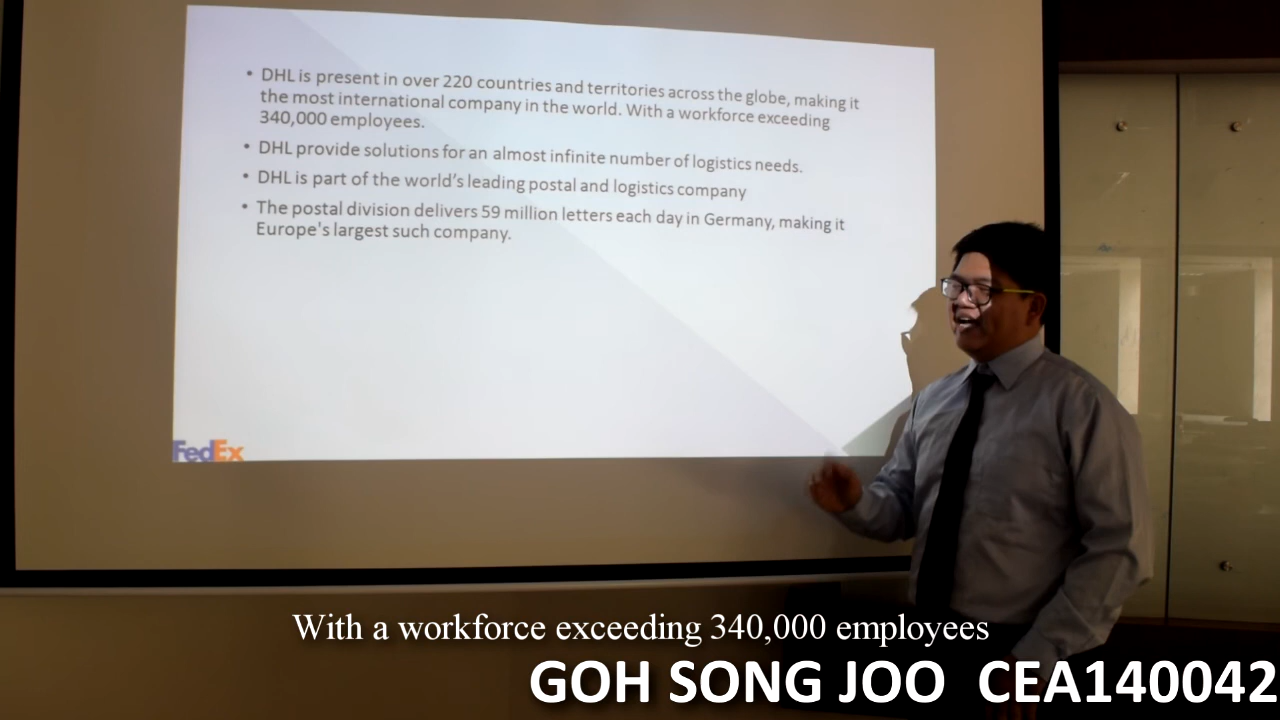 • DHL is present in over 220 countries and territories across the globe, making it
the most international company in the world. With a workforce exceeding
340,000 employees.
• DHL provide solutions for an almost infinite number of logistics needs.
• DHL is part of the world's leading postal and logistics company
• The postal division delivers 59 million letters each day in Germany, making it
Europe's largest such company.
FedEx
With a workforce exceeding 340,000 employees
GOH SONG JOO CEA140042